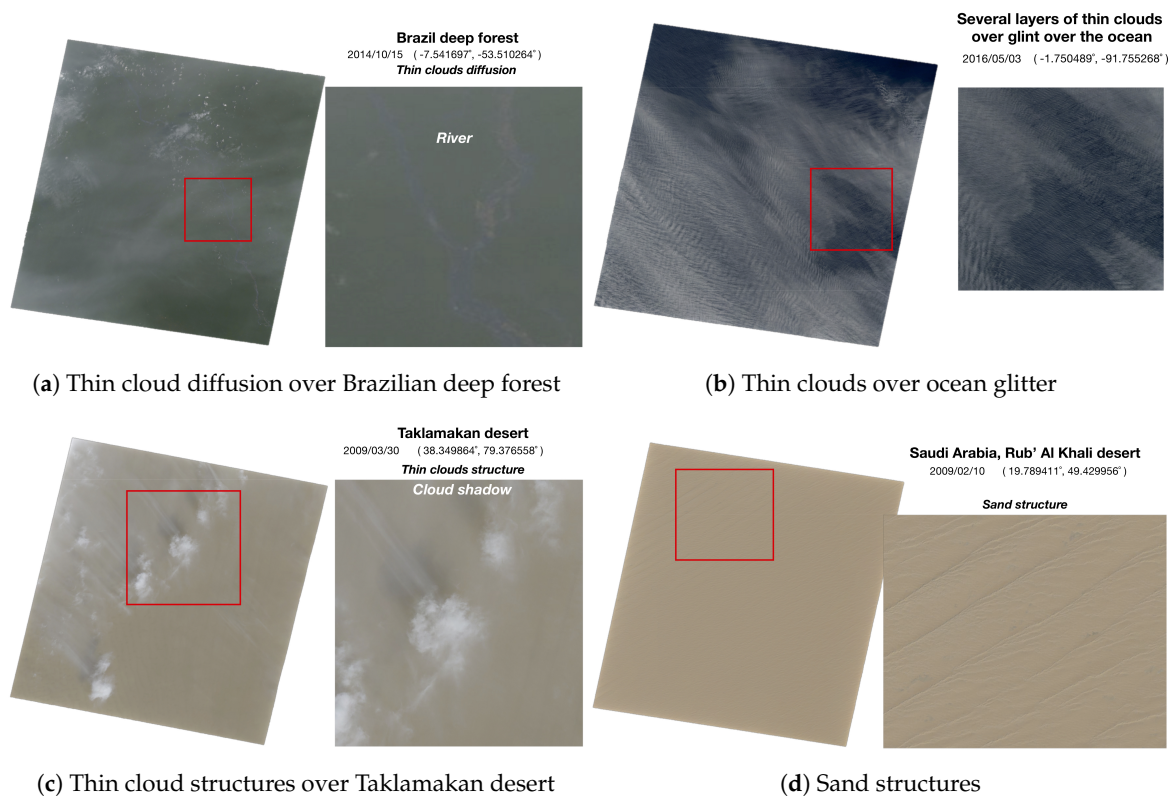 Brazil deep forest
2014/10/15 ( -7.541697°, -53.510264°)
Thin clouds diffusion
River
(a) Thin cloud diffusion over Brazilian deep forest
Several layers of thin clouds
over glint over the ocean
2016/05/03 ( -1.750489°, -91.755268°)
(b) Thin clouds over ocean glitter
Taklamakan desert
2009/03/30 ( 38.349864°, 79.376558°)
Thin clouds structure
Cloud shadow
(c) Thin cloud structures over Taklamakan desert
Saudi Arabia, Rub' Al Khali desert
2009/02/10 ( 19.789411°, 49.429956°)
Sand structure
(d) Sand structures